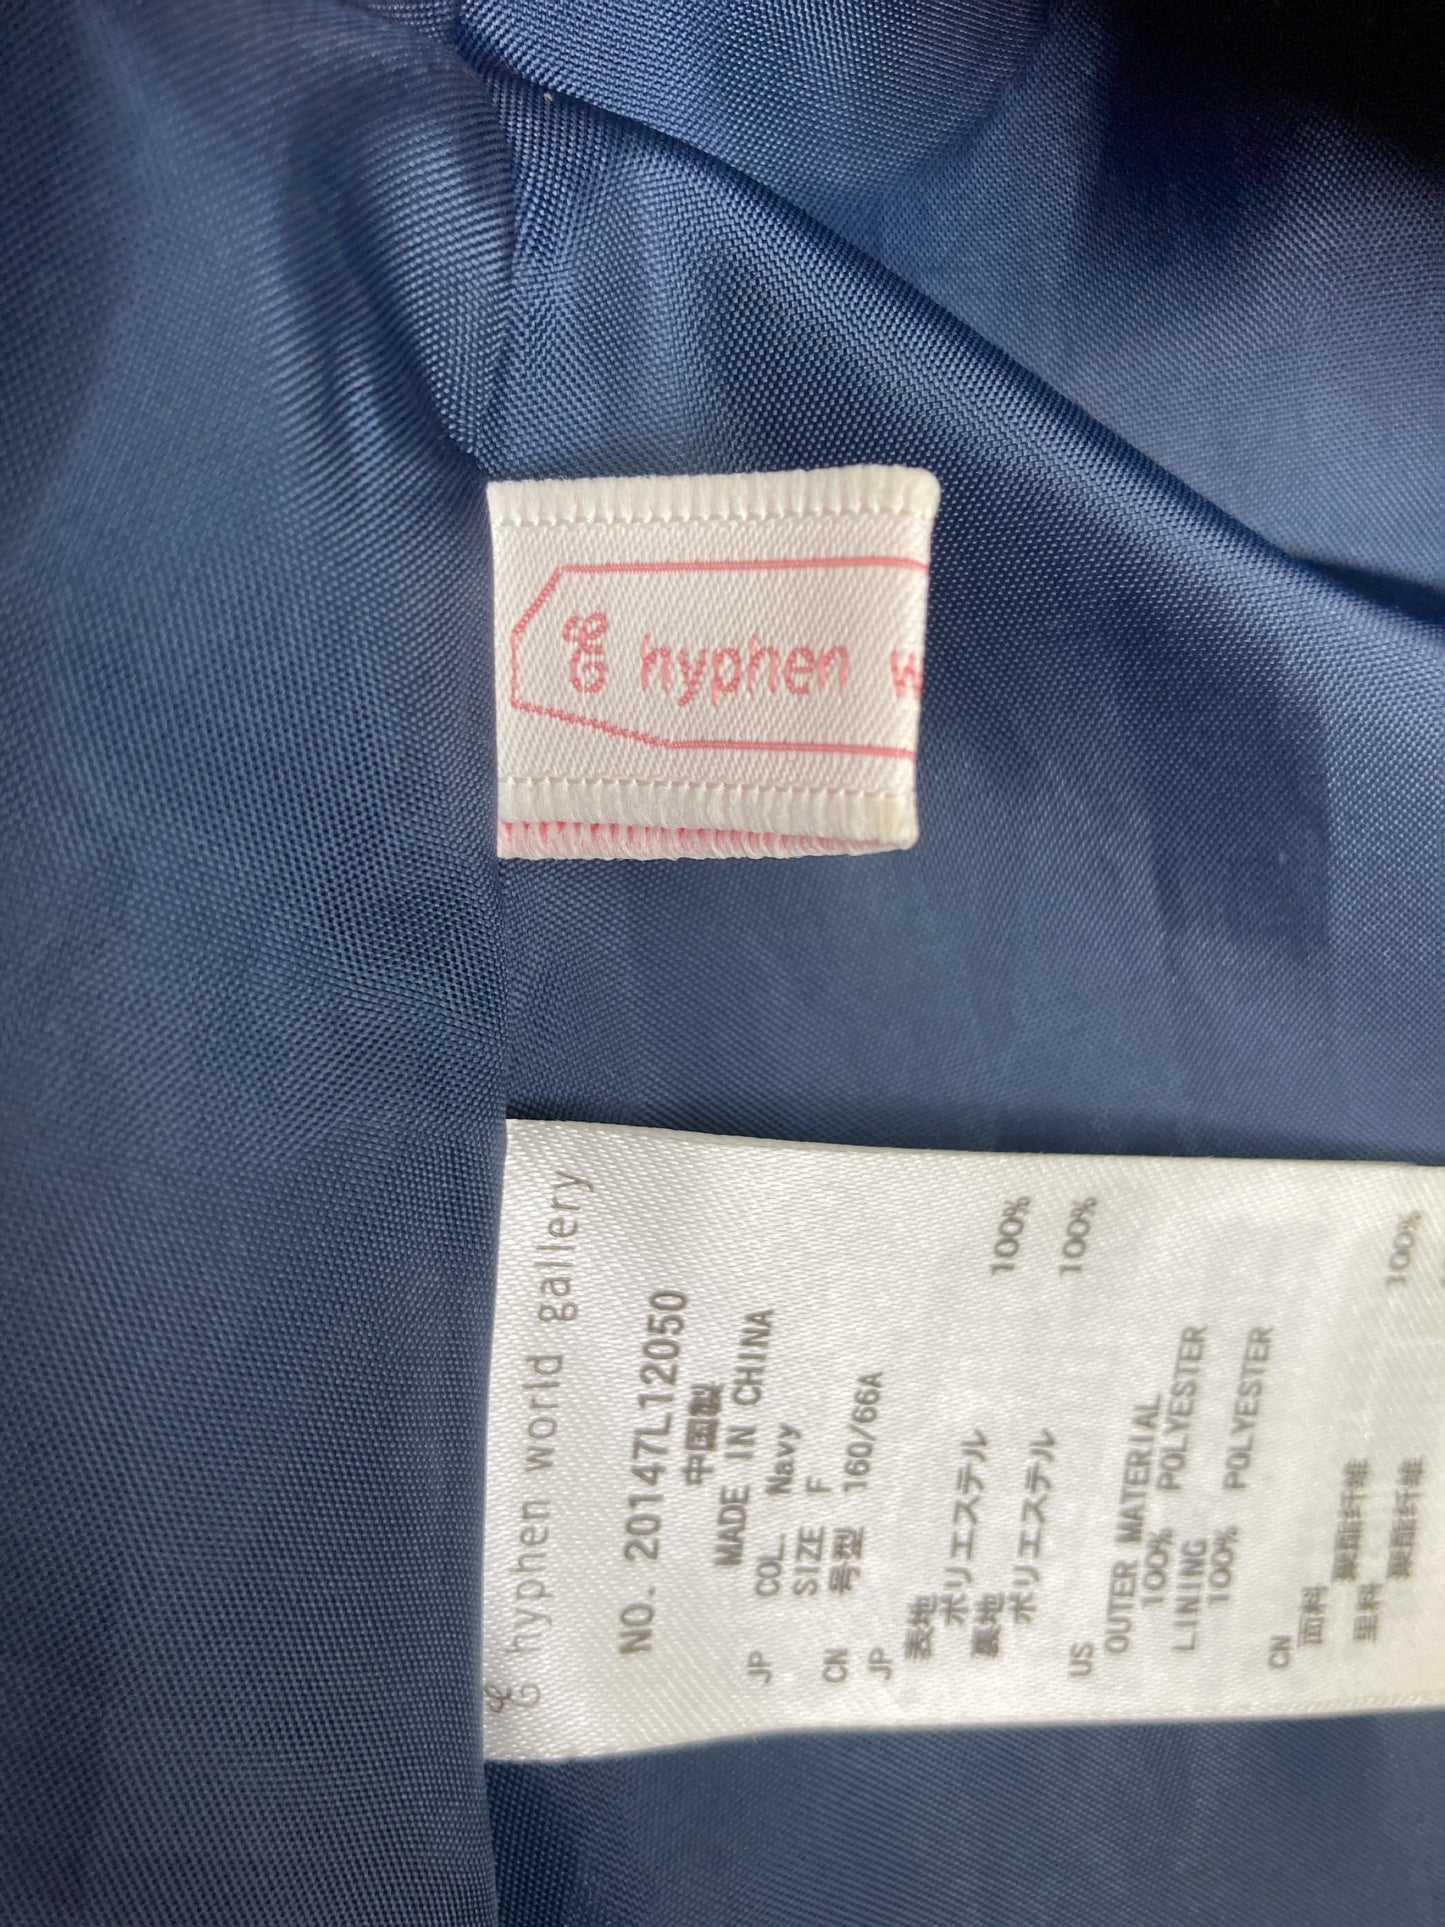 hyphen w
hyphen world gallery
NO. 20147L12050
中国製
MADE IN CHINA
JP COL. Navy
SIZE F
CN 号型 160/66A
JP
表地
ポリエステル 100%
裏地
ポリエステル 100%
US
OUTER MATERIAL
100% POLYESTER
LINING
100% POLYESTER
CN
面料
聚酯纤维 100%
里料
聚酯纤维